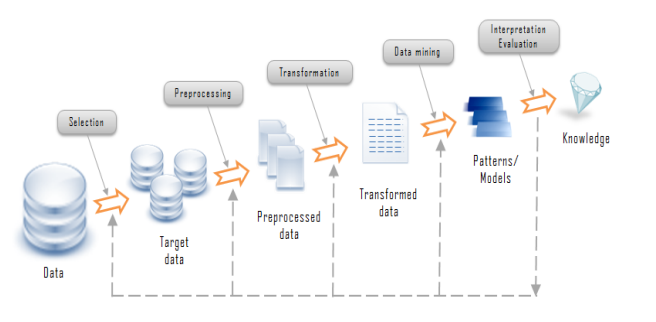 Interpretation
Evaluation
Data mining
Transformation
Preprocessing
Selection
Knowledge
Patterns/
Models
Transformed
data
Preprocessed
data
Target
data
Data